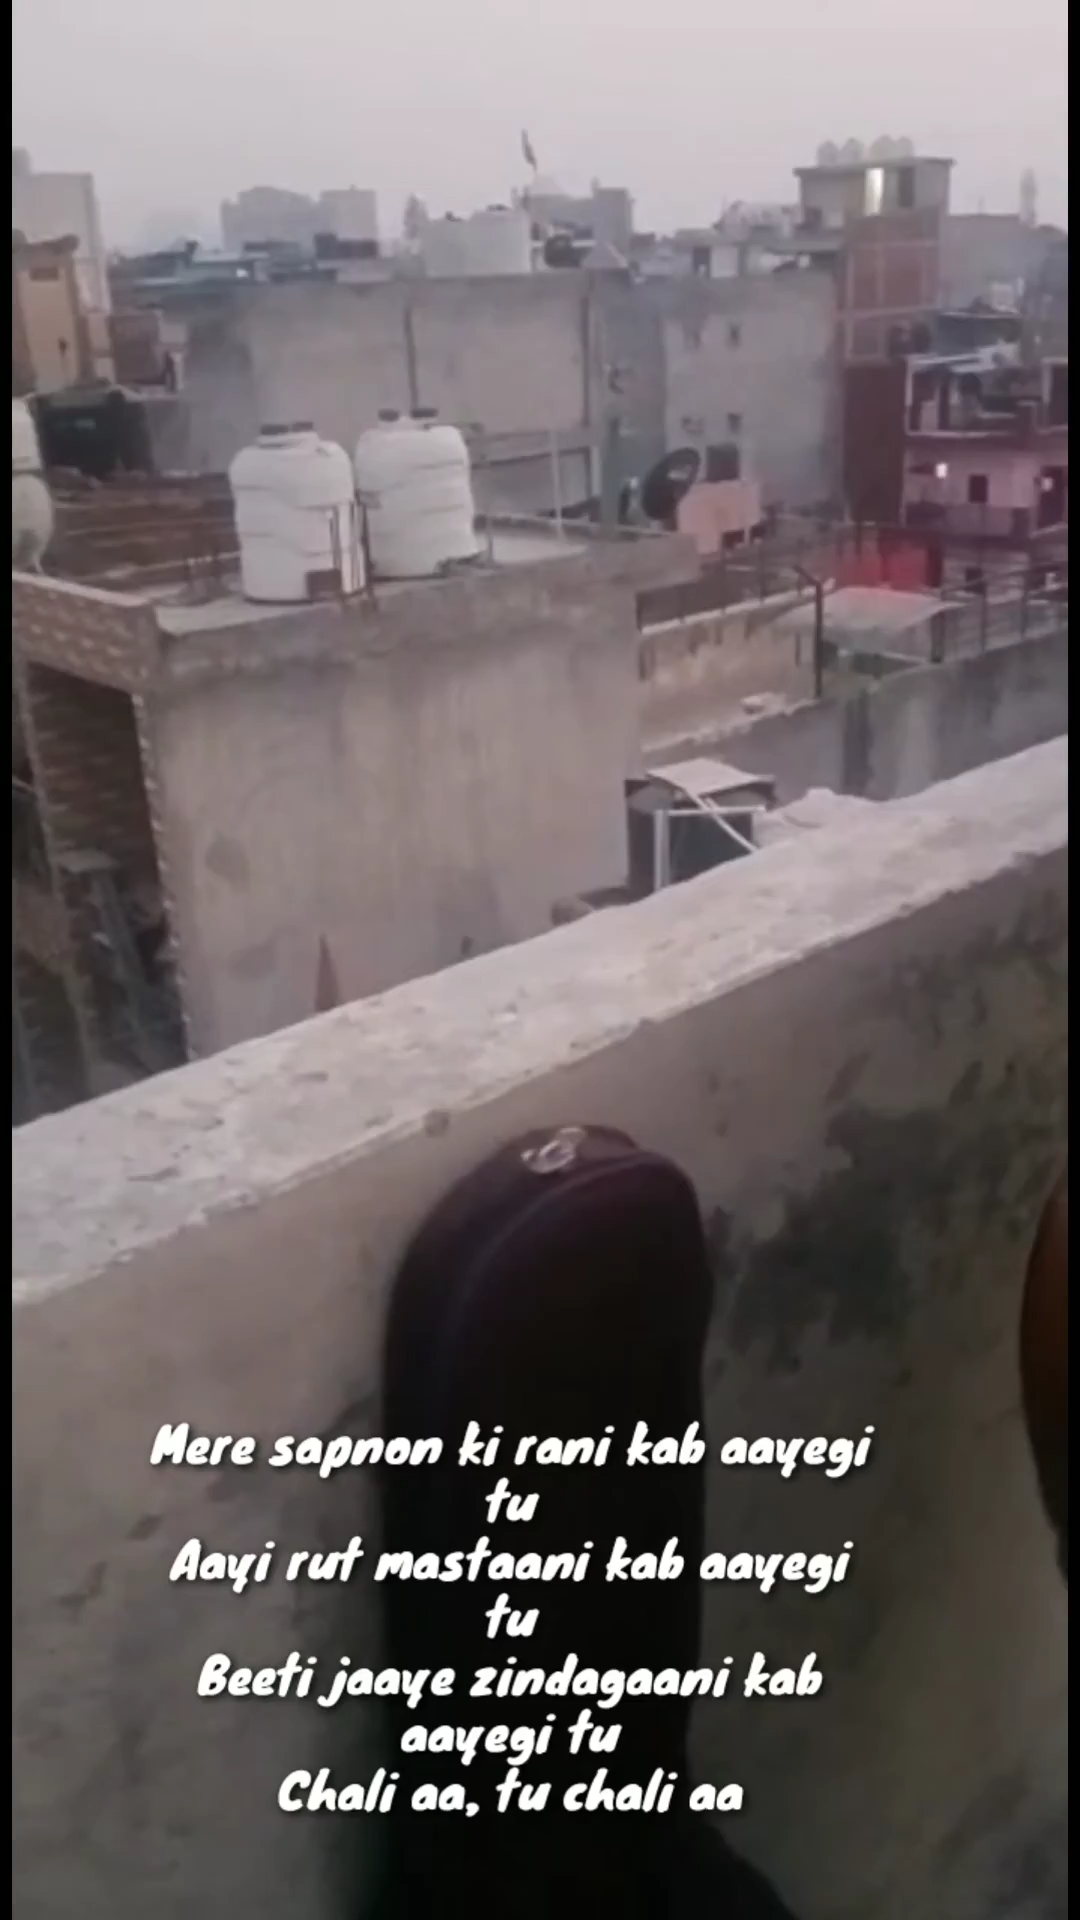 Mere sapnon ki rani kab aayegi
tu
Aayi rut mastaani kab aayegi
tu
Beeti jaaye zindagaani kab
aayegi tu
Chali aa, tu chali aa